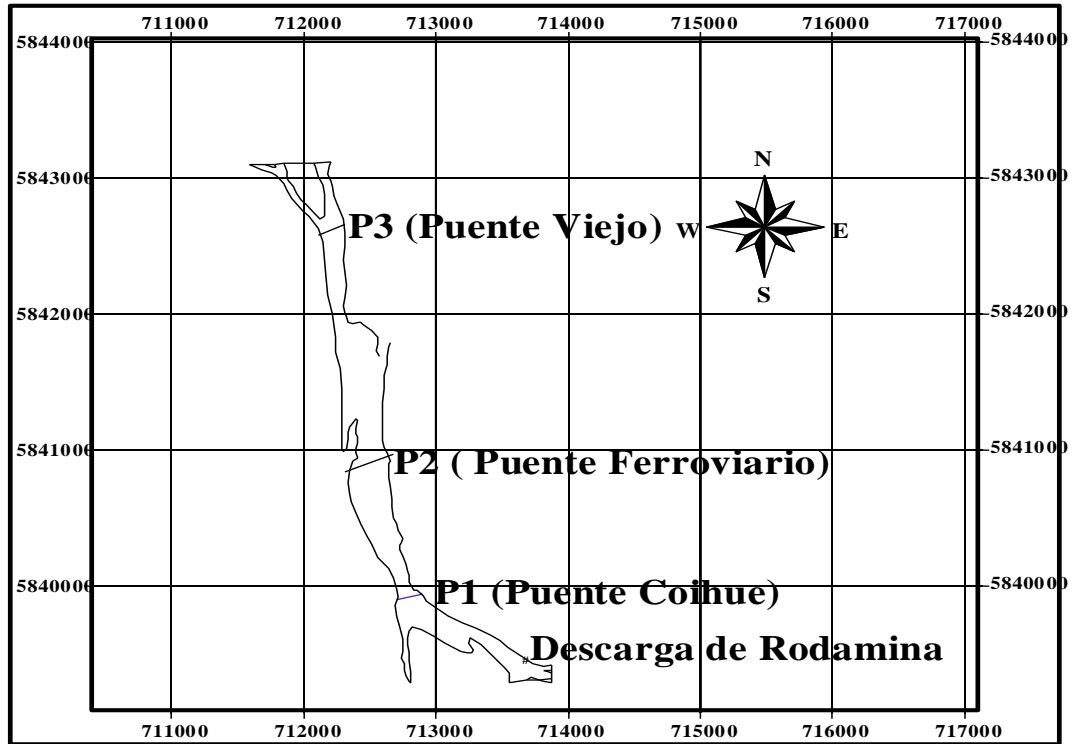 711000 712000 713000 714000 715000 716000 717000
5844000 5844000
N
5843000 5843000
P3 (Puente Viejo) W E
S
5842000 5842000
5841000 5841000
P2 ( Puente Ferroviario)
5840000 5840000
P1 (Puente Coihue)
# Descarga de Rodamina
711000 712000 713000 714000 715000 716000 717000